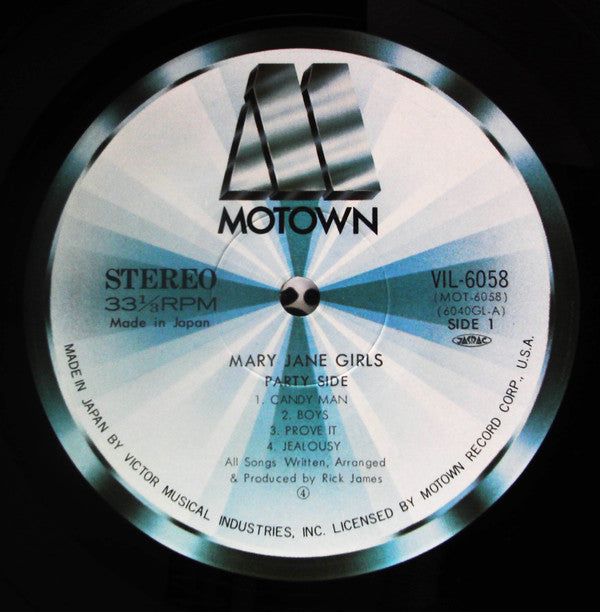 MOTOWN
STEREO
33⅓RPM
Made in Japan
VIL-6058
(MOT-6058)
(6040GL-A)
SIDE 1
JASRAC
MARY JANE GIRLS
PARTY SIDE
1. CANDY MAN
2. BOYS
3. PROVE IT
4. JEALOUSY
All Songs Written, Arranged
& Produced by Rick James
④
MADE IN JAPAN BY VICTOR MUSICAL INDUSTRIES, INC. LICENSED BY MOTOWN RECORD CORP., U.S.A.